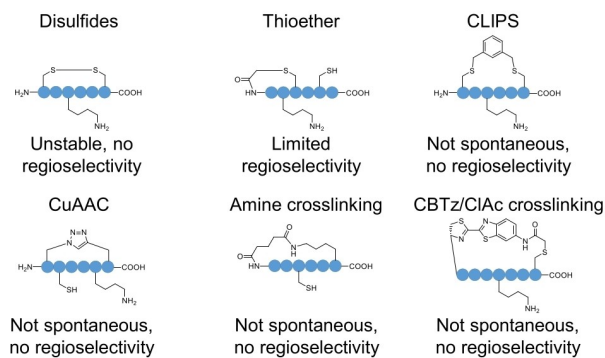 Disulfides
S
S
H₂N
COOH
NH₂
Unstable, no
regioselectivity
Thioether
O
S
SH
HN
COOH
NH₂
Limited
regioselectivity
CLIPS
S
S
H₂N
COOH
NH₂
Not spontaneous,
no regioselectivity
CuAAC
N=N
N
H₂N
COOH
SH
NH₂
Not spontaneous,
no regioselectivity
Amine crosslinking
O
O
N
H
HN
COOH
SH
Not spontaneous,
no regioselectivity
CBTz/ClAc crosslinking
S
N
O
N
S
N
H
S
COOH
NH₂
Not spontaneous,
no regioselectivity